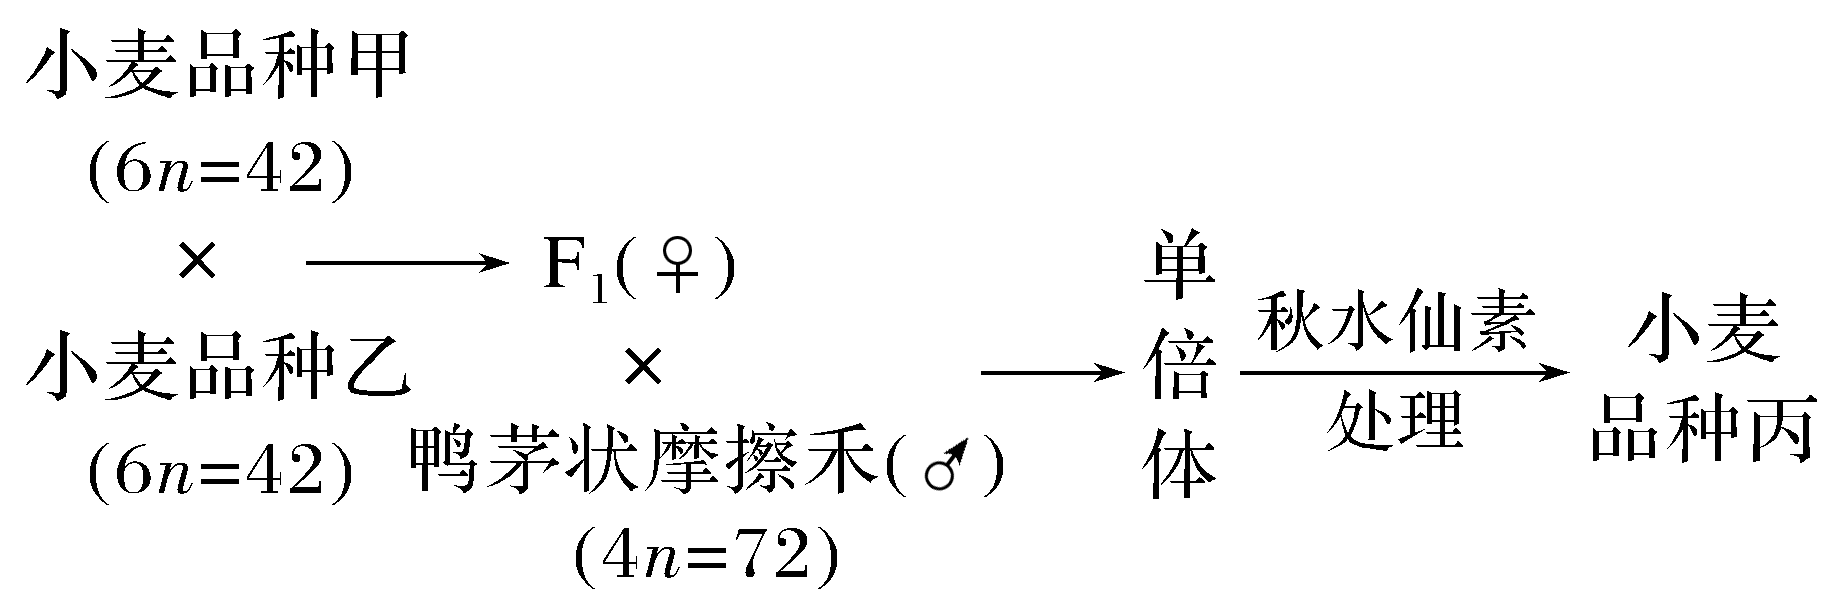 小麦品种甲
(6n=42)
×
F₁(♀)
小麦品种乙
(6n=42)
×
鸭茅状摩擦禾(♂)
(4n=72)
单倍体
秋水仙素
处理
小麦
品种丙